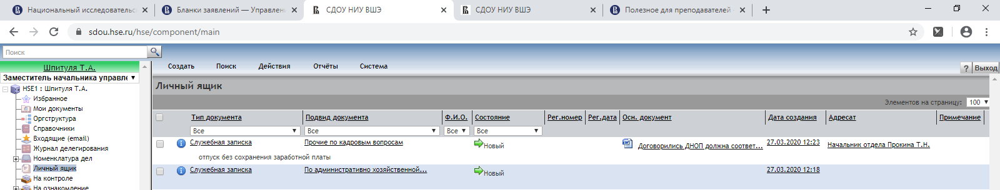 Национальный исследовательс
Бланки заявлений — Управлени
СДОУ НИУ ВШЭ
СДОУ НИУ ВШЭ
Полезное для преподавателей -
sdou.hse.ru/hse/component/main
Поиск
Шпитуля Т.А.
Заместитель начальника управле
HSE1 : Шпитуля Т.А.
Избранное
Мои документы
Оргструктура
Справочники
Входящие (email)
Журнал делегирования
Номенклатура дел
Личный ящик
На контроле
На ознакомление
Создать Поиск Действия Отчёты Система
? Выход
Личный ящик
Элементов на страницу: 100
Тип документа Подвид документа Ф.И.О. Состояние Рег.номер Рег.дата Осн. документ Дата создания Адресат Примечание
Все Все Все Все
Служебная записка Прочие по кадровым вопросам Новый Договорились ДНОП должна соответ... 27.03.2020 12:23 Начальник отдела Прокина Т.Н.
отпуск без сохранения заработной платы
Служебная записка По административно хозяйственной... Новый 27.03.2020 12:18